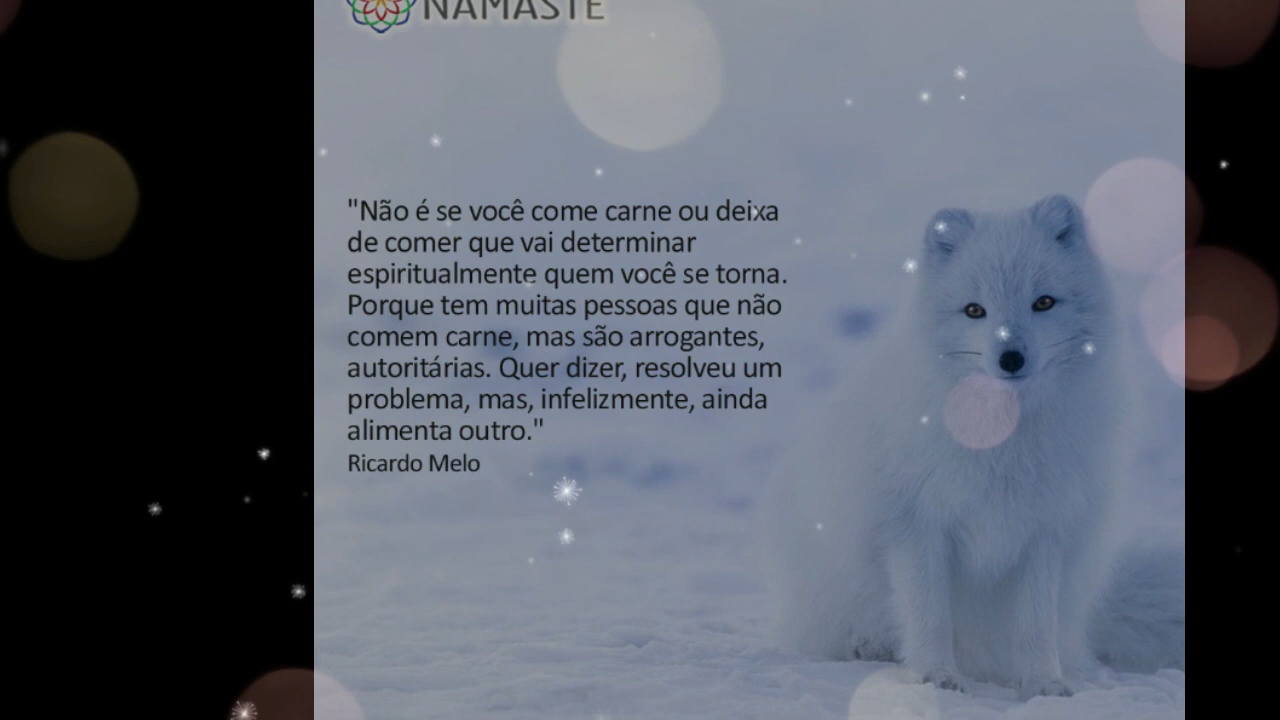 NAMASTÊ
"Não é se você come carne ou deixa
de comer que vai determinar
espiritualmente quem você se torna.
Porque tem muitas pessoas que não
comem carne, mas são arrogantes,
autoritárias. Quer dizer, resolveu um
problema, mas, infelizmente, ainda
alimenta outro."
Ricardo Melo